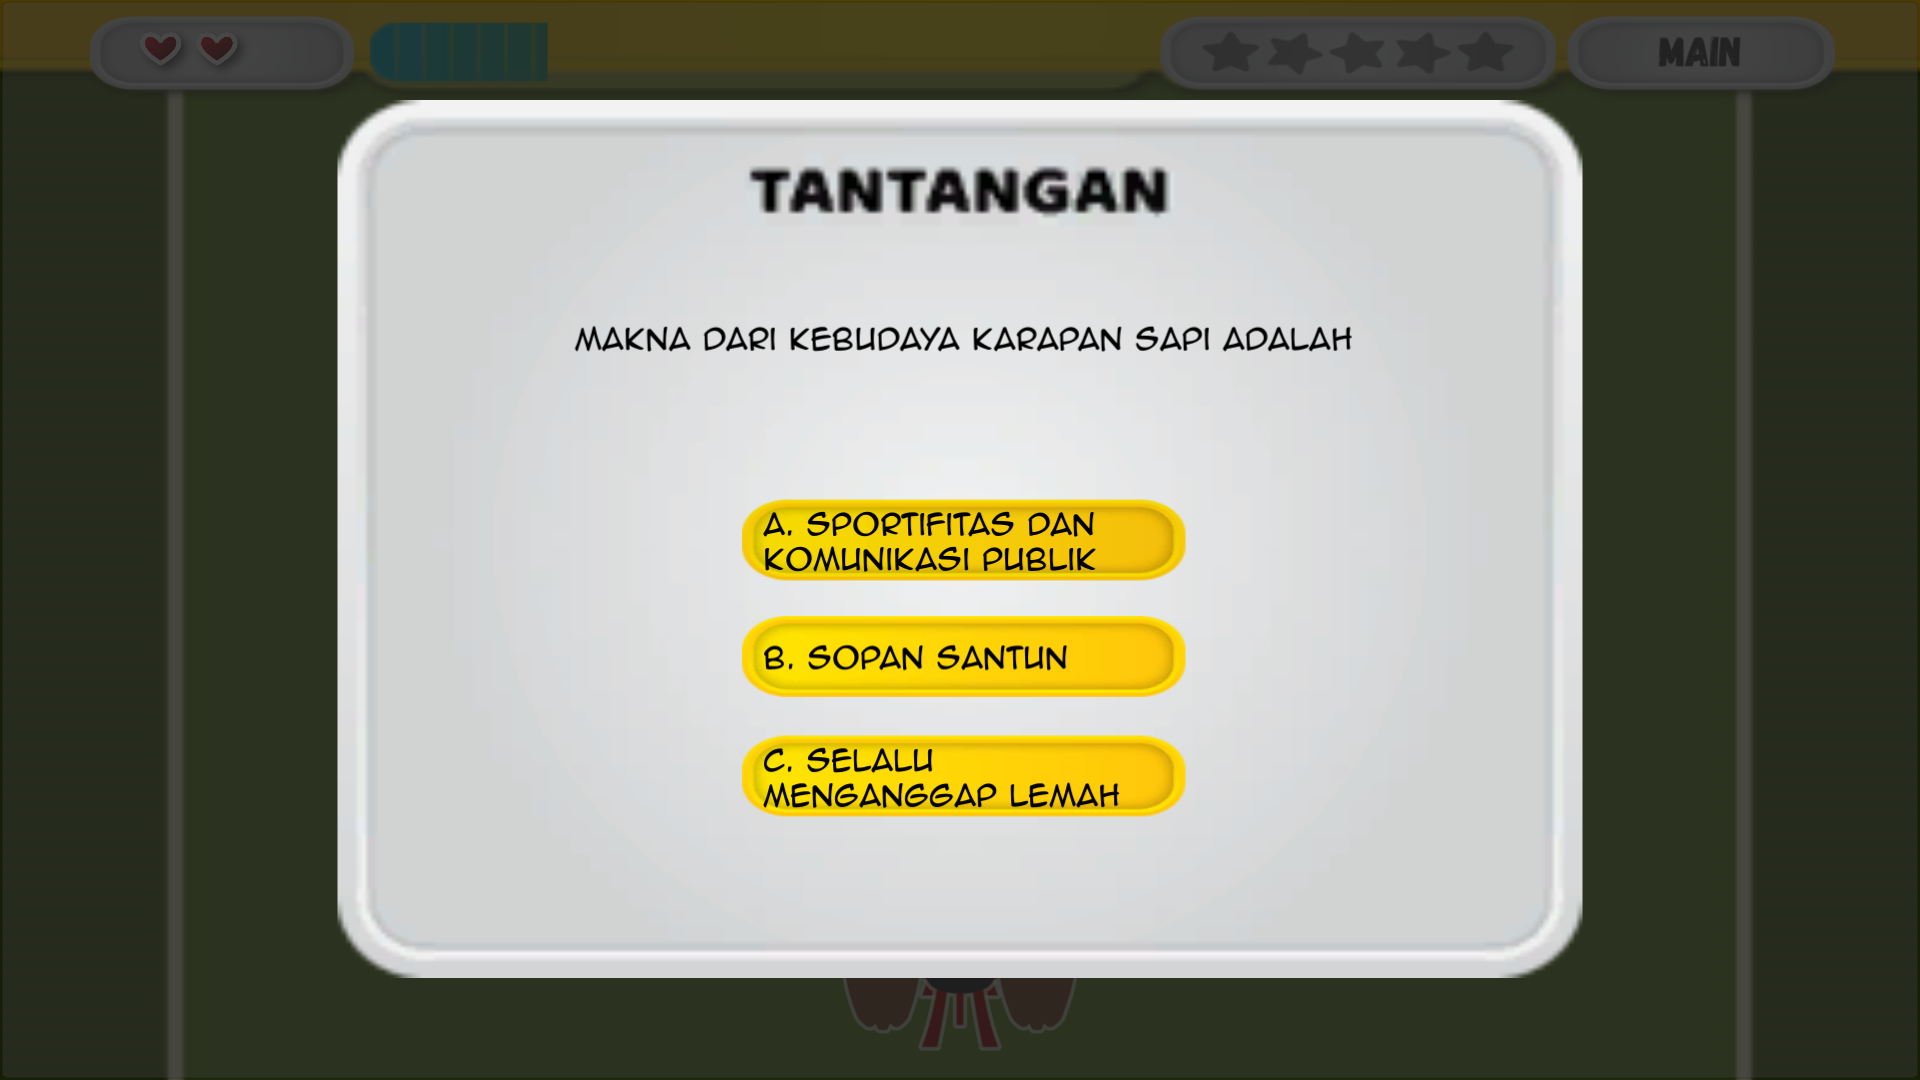 MAIN
TANTANGAN
MAKNA DARI KEBUDAYA KARAPAN SAPI ADALAH
A. SPORTIFITAS DAN
KOMUNIKASI PUBLIK
B. SOPAN SANTUN
C. SELALU
MENGANGGAP LEMAH